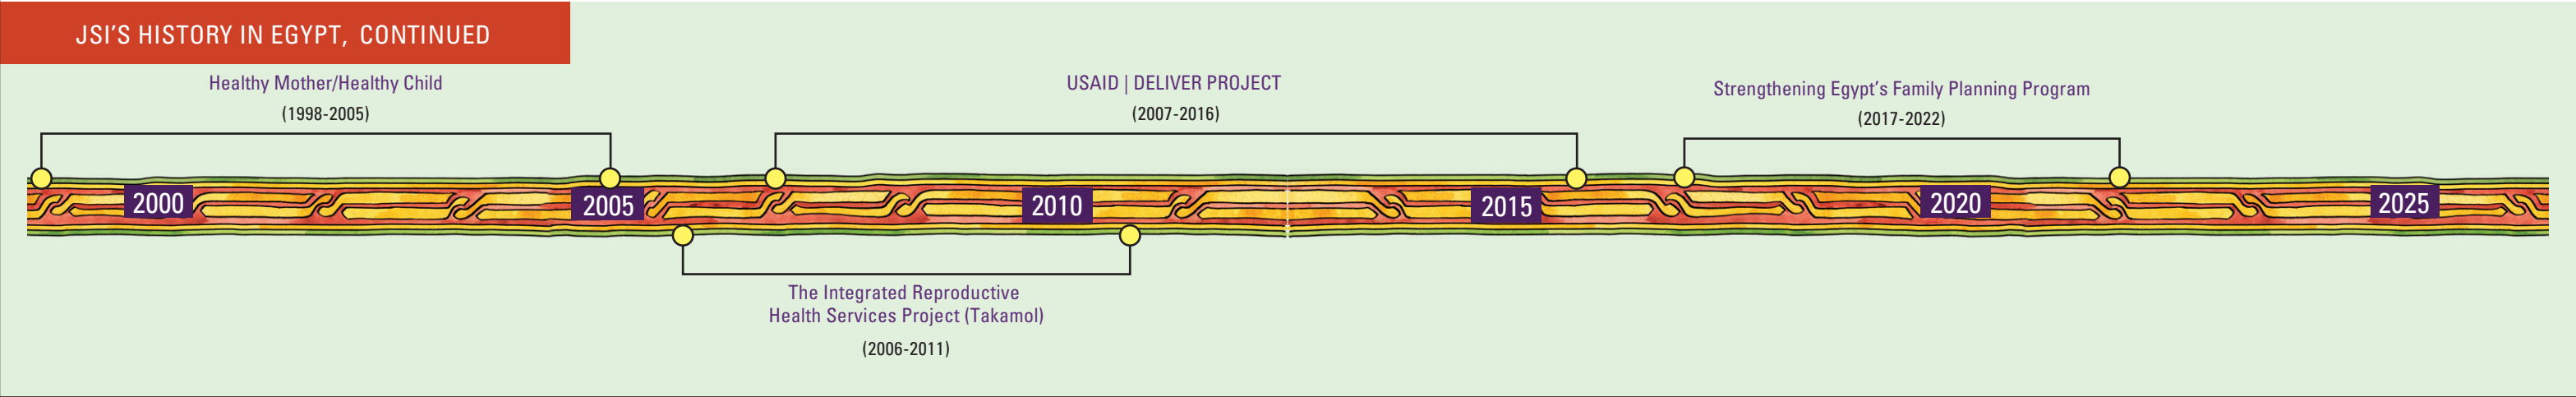 JSI'S HISTORY IN EGYPT, CONTINUED
Healthy Mother/Healthy Child
(1998-2005)
USAID | DELIVER PROJECT
(2007-2016)
Strengthening Egypt's Family Planning Program
(2017-2022)
2000
2005
2010
2015
2020
2025
The Integrated Reproductive
Health Services Project (Takamol)
(2006-2011)